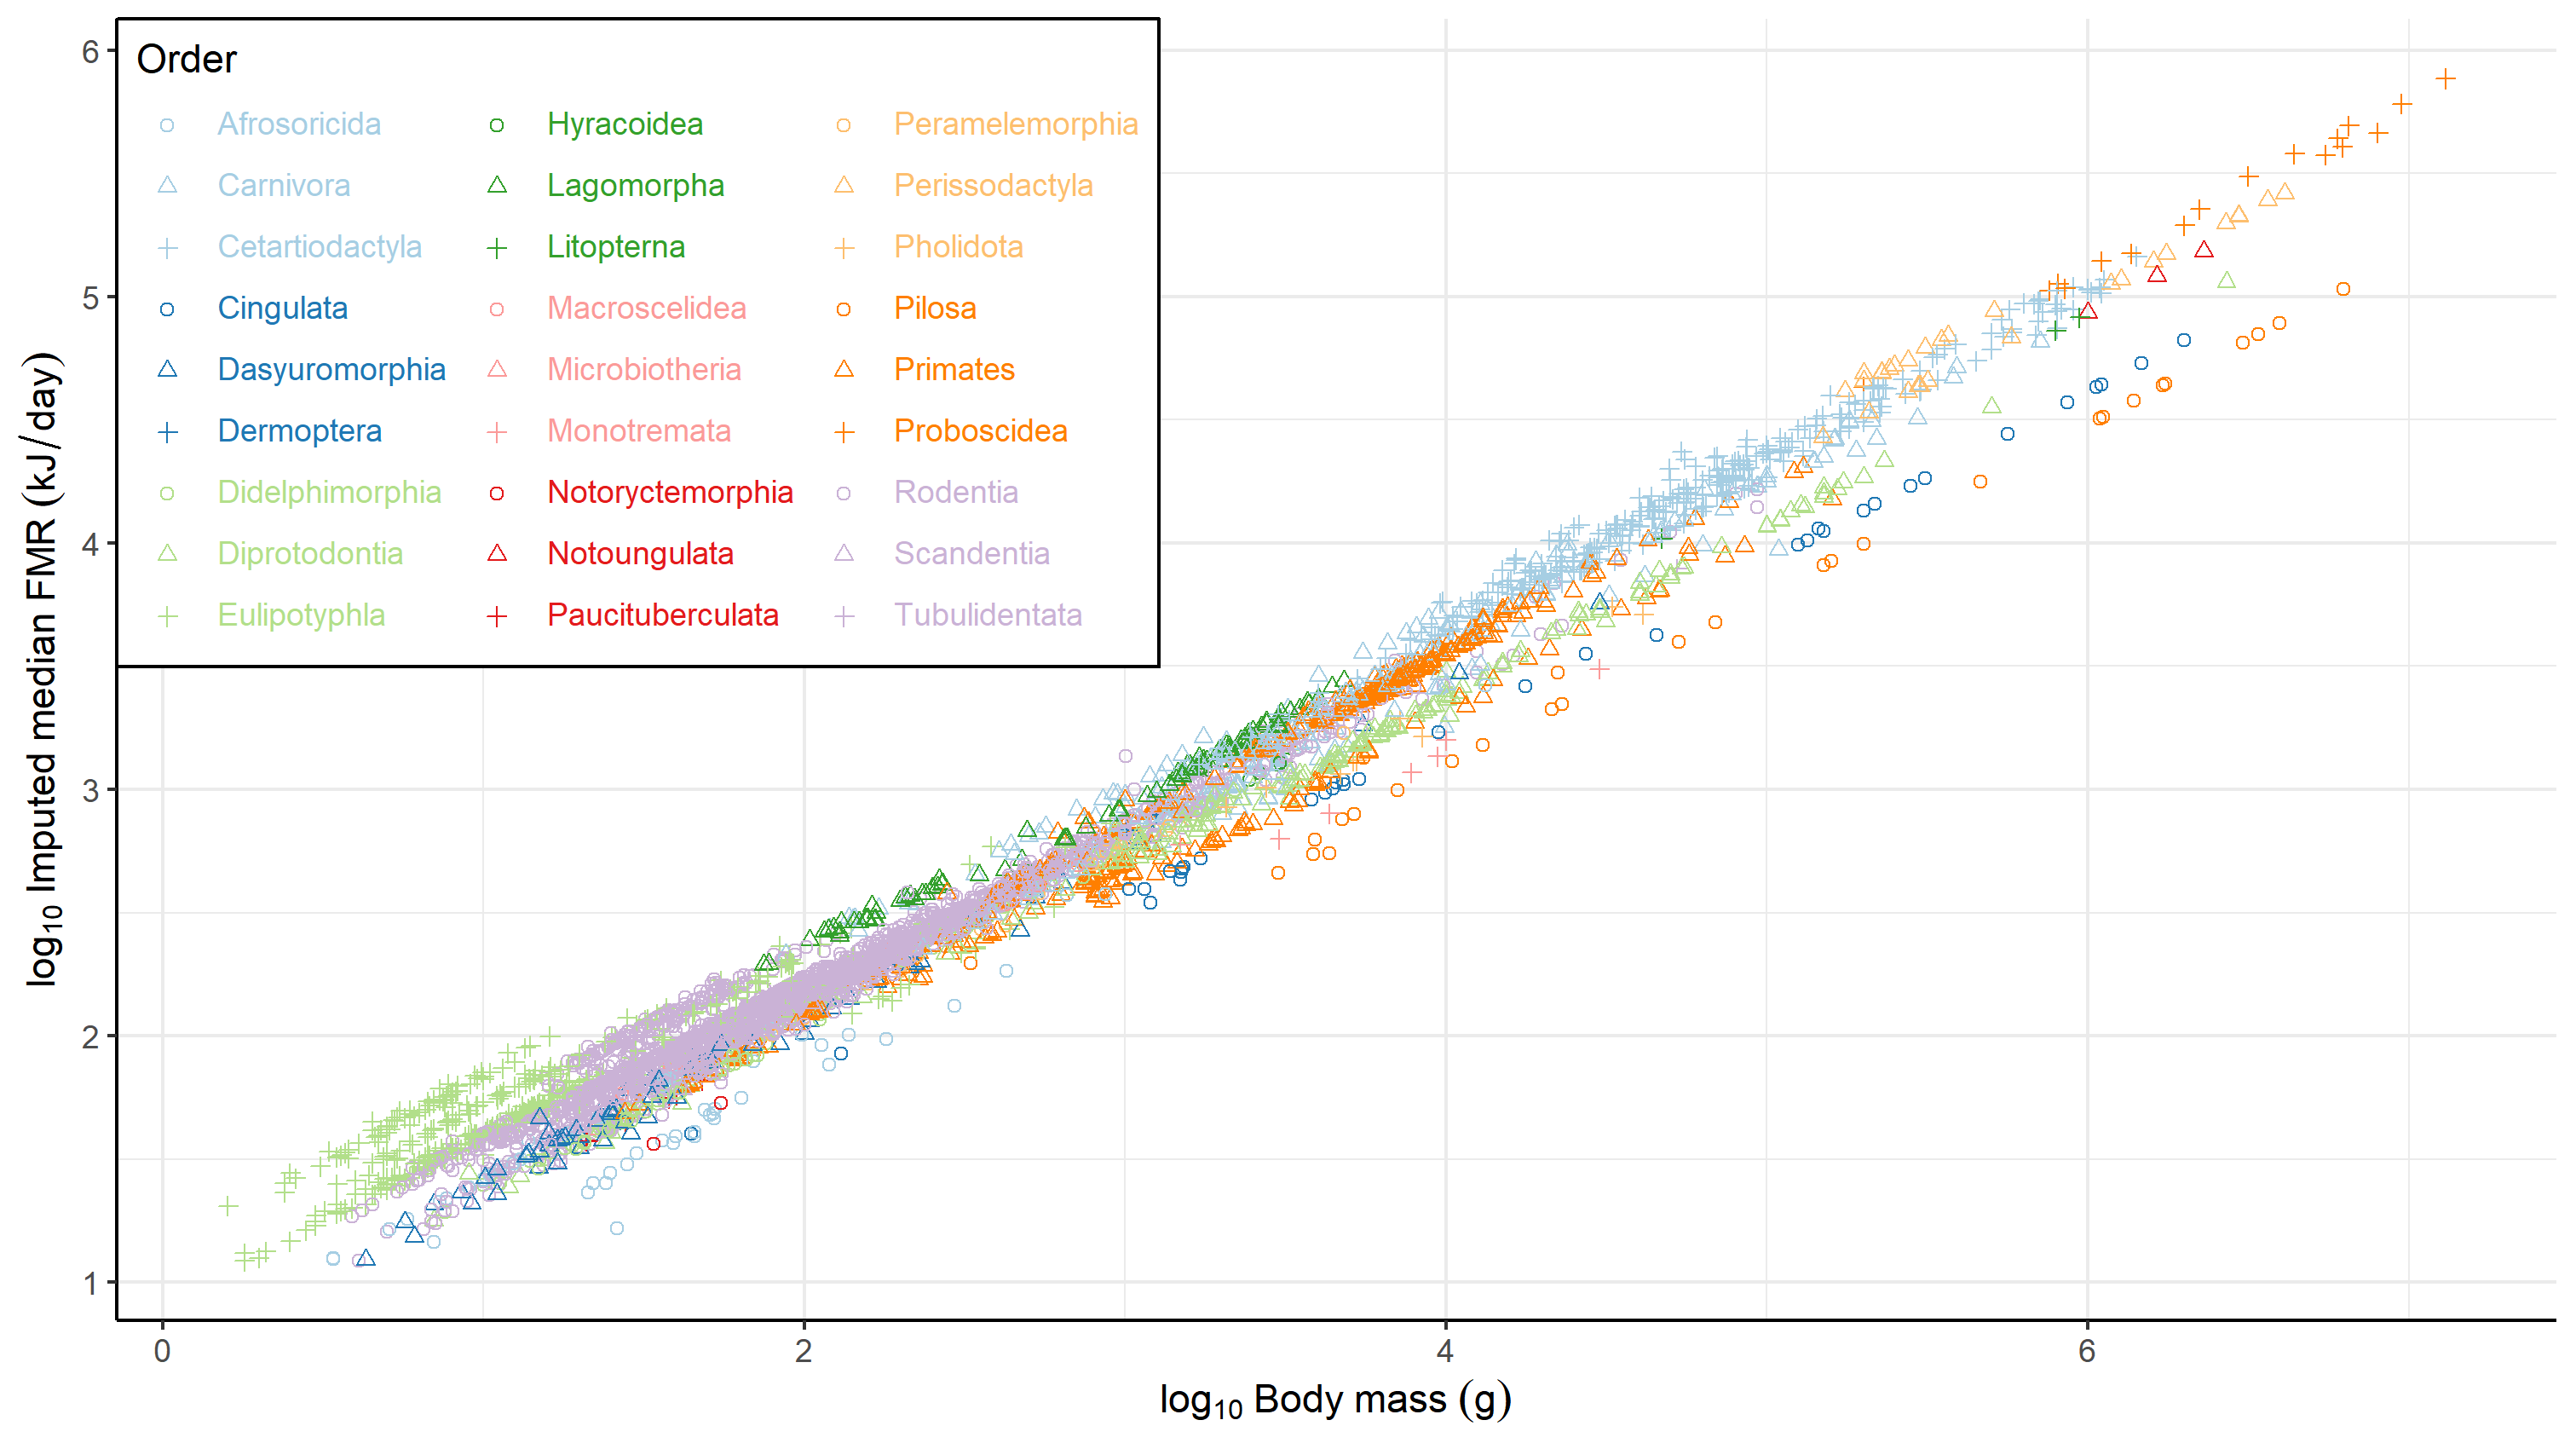 6
5
4
3
2
1
log10 Imputed median FMR (kJ/day)
Order
Afrosoricida Hyracoidea Peramelemorphia
Carnivora Lagomorpha Perissodactyla
Cetartiodactyla Litopterna Pholidota
Cingulata Macroscelidea Pilosa
Dasyuromorphia Microbiotheria Primates
Dermoptera Monotremata Proboscidea
Didelphimorphia Notoryctemorphia Rodentia
Diprotodontia Notoungulata Scandentia
Eulipotyphla Paucituberculata Tubulidentata
0 2 4 6
log10 Body mass (g)